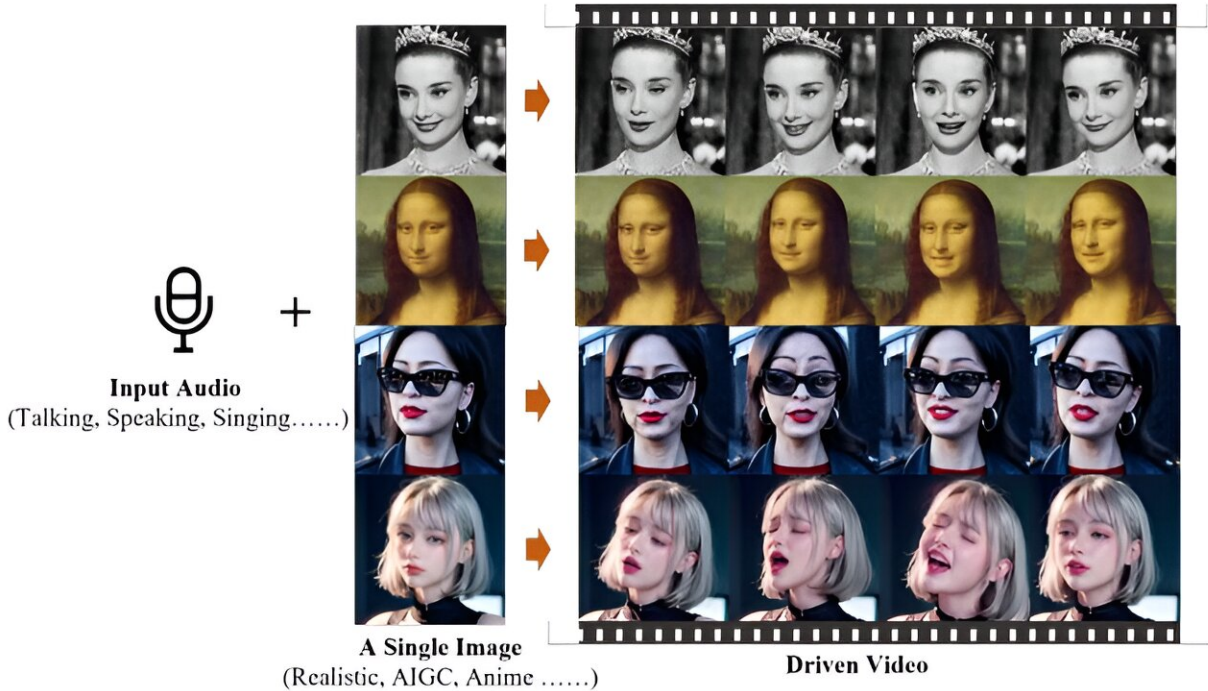 Input Audio
(Talking, Speaking, Singing……)
A Single Image
(Realistic, AIGC, Anime ……)
Driven Video